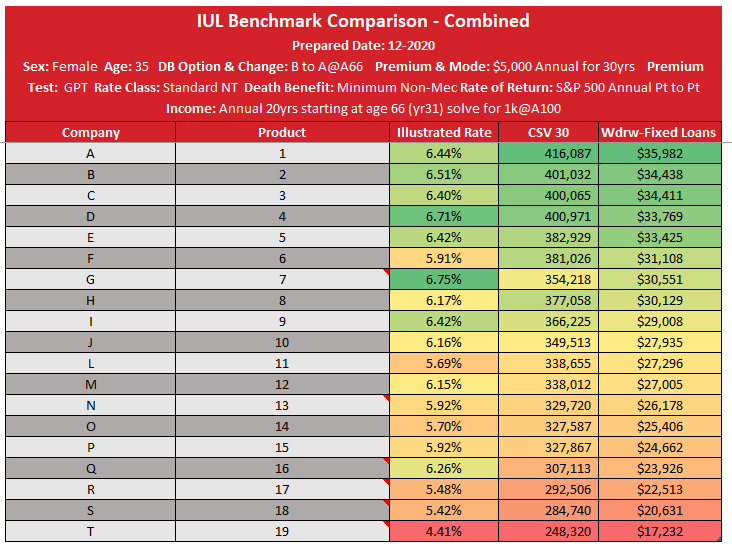 IUL Benchmark Comparison - Combined
Prepared Date: 12-2020
Sex: Female Age: 35 DB Option & Change: B to A@A66 Premium & Mode: $5,000 Annual for 30yrs Premium
Test: GPT Rate Class: Standard NT Death Benefit: Minimum Non-Mec Rate of Return: S&P 500 Annual Pt to Pt
Income: Annual 20yrs starting at age 66 (yr31) solve for 1k@A100
Company Product Illustrated Rate CSV 30 Wdrw-Fixed Loans
A 1 6.44% 416,087 $35,982
B 2 6.51% 401,032 $34,438
C 3 6.40% 400,065 $34,411
D 4 6.71% 400,971 $33,769
E 5 6.42% 382,929 $33,425
F 6 5.91% 381,026 $31,108
G 7 6.75% 354,218 $30,551
H 8 6.17% 377,058 $30,129
I 9 6.42% 366,225 $29,008
J 10 6.16% 349,513 $27,935
L 11 5.69% 338,655 $27,296
M 12 6.15% 338,012 $27,005
N 13 5.92% 329,720 $26,178
O 14 5.70% 327,587 $25,406
P 15 5.92% 327,867 $24,662
Q 16 6.26% 307,113 $23,926
R 17 5.48% 292,506 $22,513
S 18 5.42% 284,740 $20,631
T 19 4.41% 248,320 $17,232